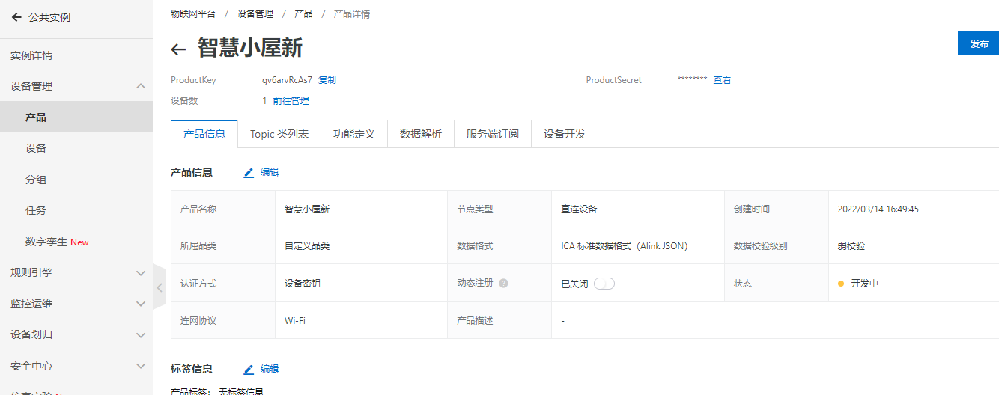 公共实例
实例详情
设备管理
产品
设备
分组
任务
数字孪生 New
规则引擎
监控运维
设备划归
安全中心
物联网平台 / 设备管理 / 产品 / 产品详情
智慧小屋新
发布
ProductKey gv6arvRcAs7 复制 ProductSecret ******** 查看
设备数 1 前往管理
产品信息 Topic 类列表 功能定义 数据解析 服务端订阅 设备开发
产品信息 编辑
产品名称 智慧小屋新 节点类型 直连设备 创建时间 2022/03/14 16:49:45
所属品类 自定义品类 数据格式 ICA 标准数据格式（Alink JSON） 数据校验级别 弱校验
认证方式 设备密钥 动态注册 已关闭 状态 开发中
连网协议 Wi-Fi 产品描述 -
标签信息 编辑
产品标签： 无标签信息